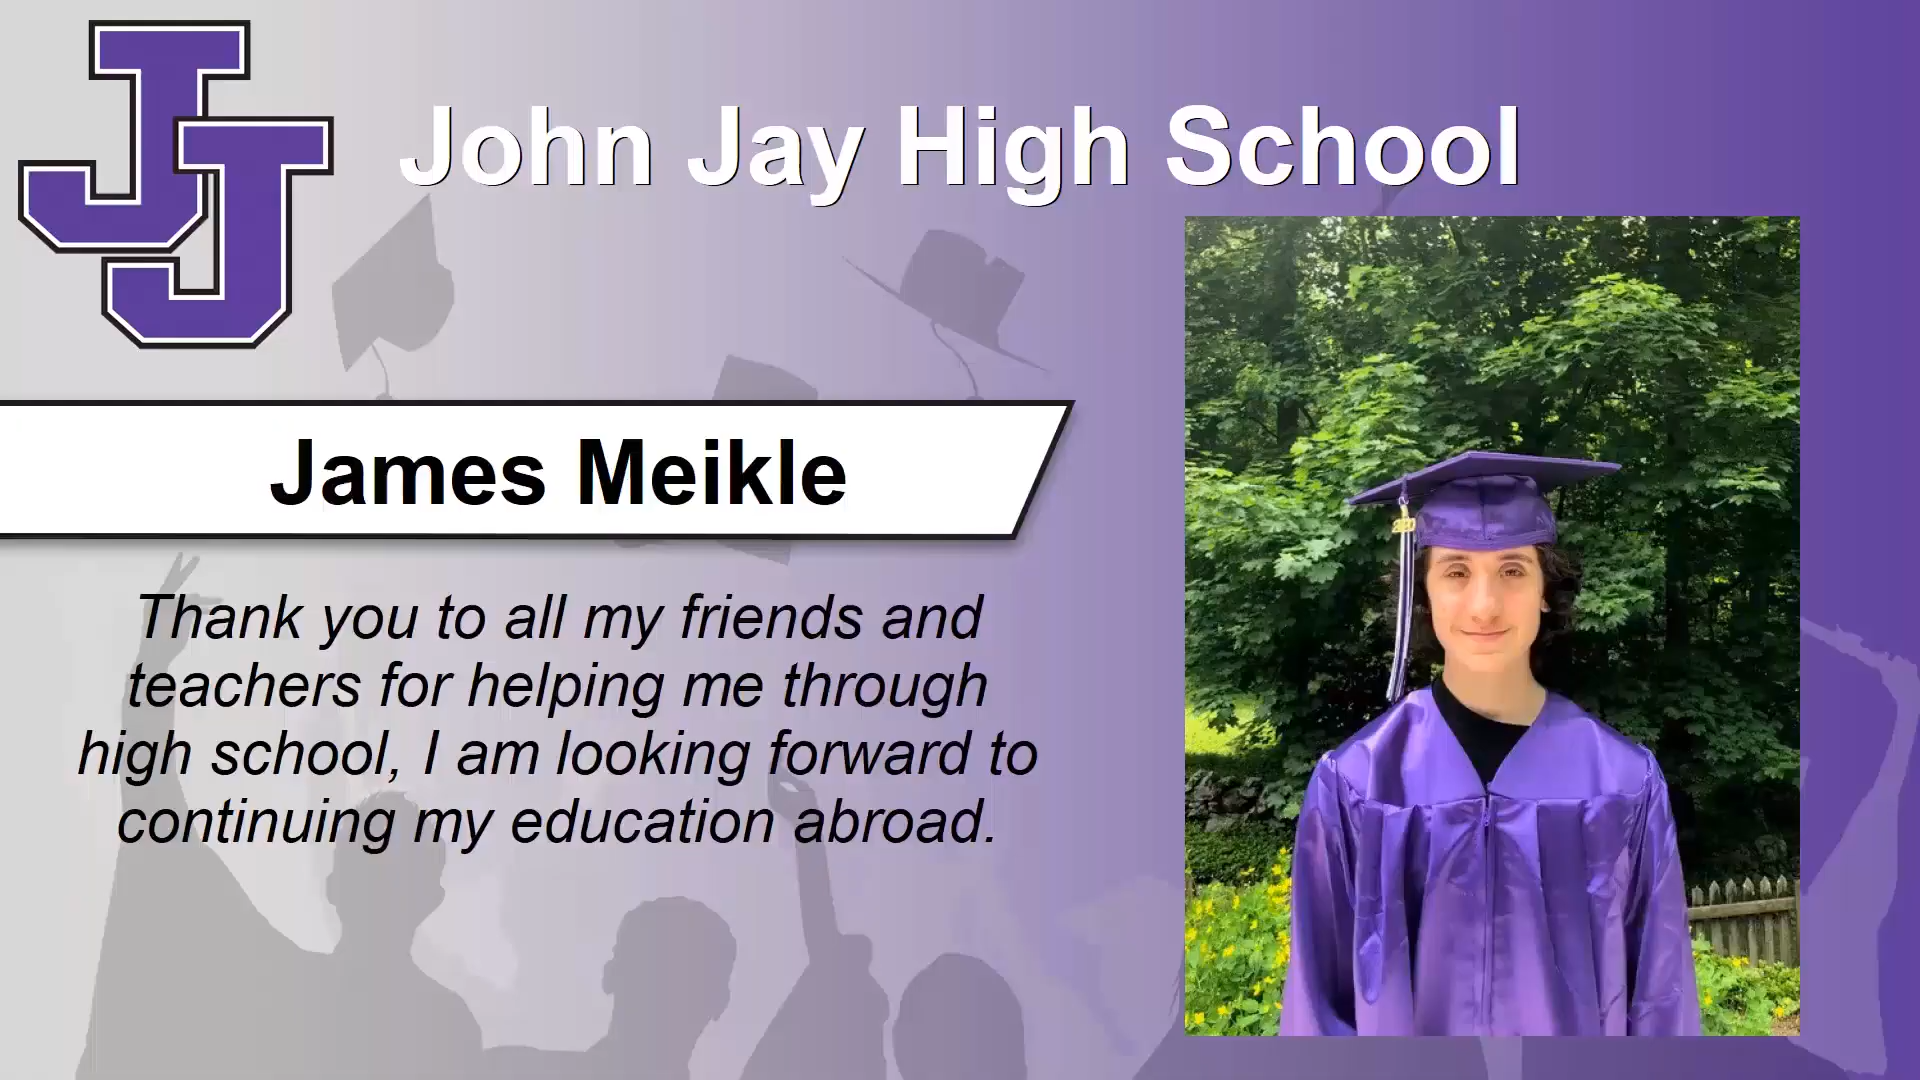 JJ
John Jay High School
James Meikle
Thank you to all my friends and
teachers for helping me through
high school, I am looking forward to
continuing my education abroad.